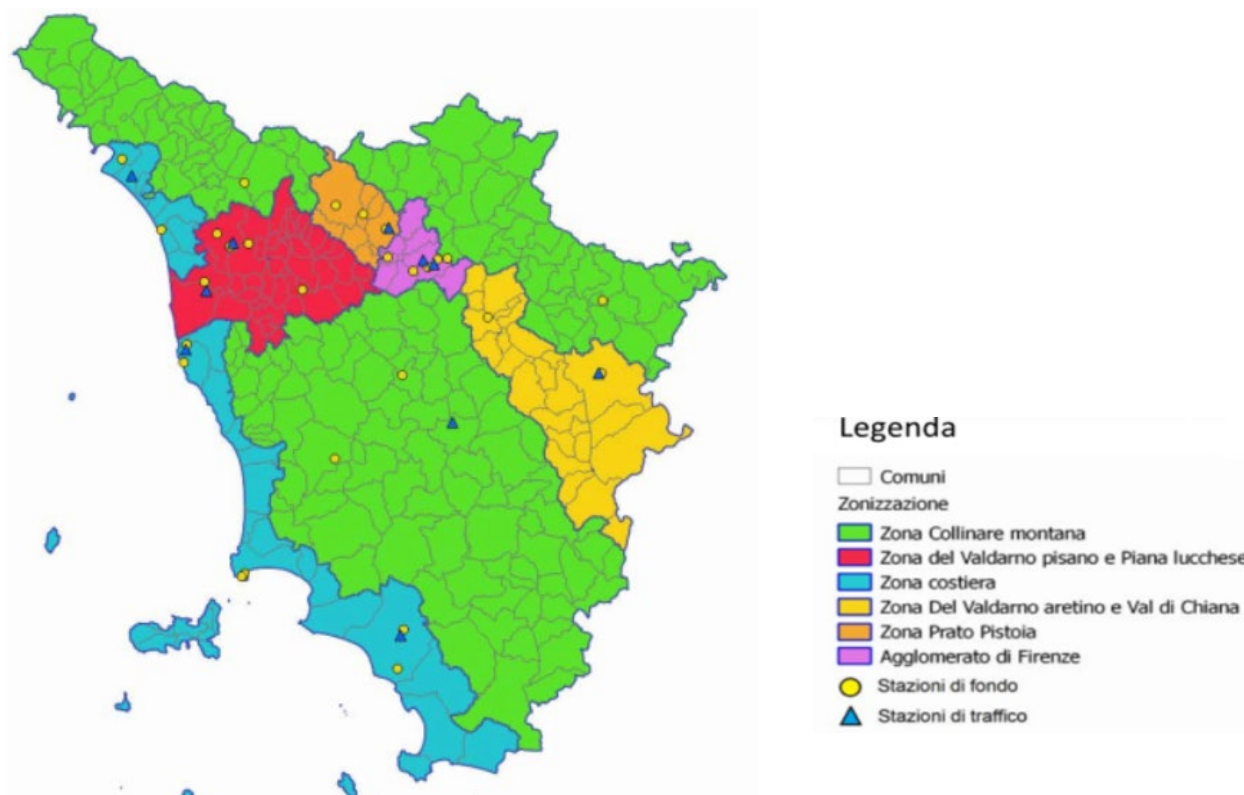 Legenda
Comuni
Zonizzazione
Zona Collinare montana
Zona del Valdarno pisano e Piana lucchese
Zona costiera
Zona Del Valdarno aretino e Val di Chiana
Zona Prato Pistoia
Agglomerato di Firenze
Stazioni di fondo
Stazioni di traffico